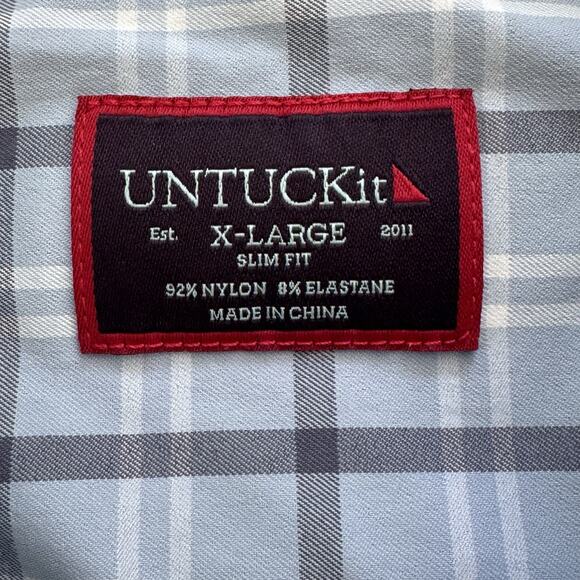 UNTUCKit
Est. X-LARGE 2011
SLIM FIT
92% NYLON 8% ELASTANE
MADE IN CHINA